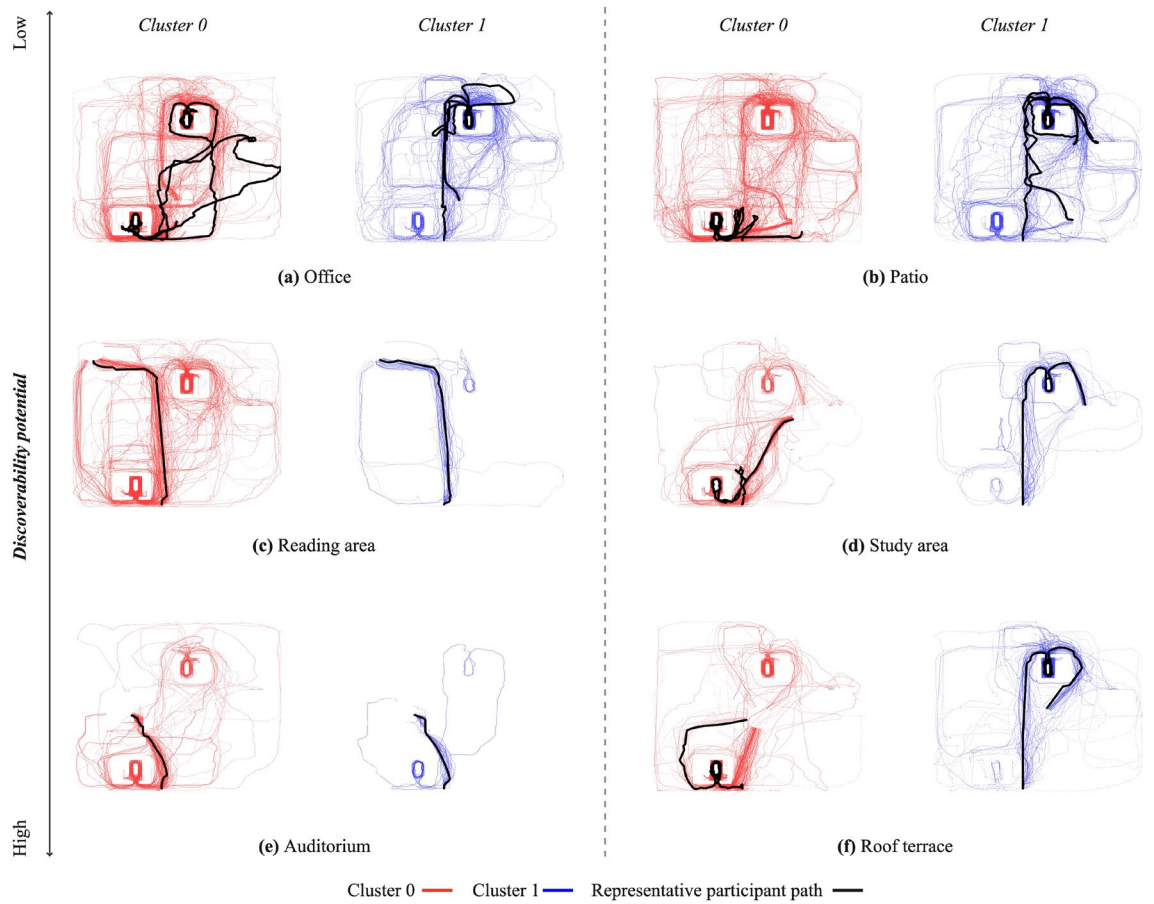 Low
Cluster 0
Cluster 1
Cluster 0
Cluster 1
(a) Office
(b) Patio
Discoverability potential
(c) Reading area
(d) Study area
High
(e) Auditorium
(f) Roof terrace
Cluster 0
Cluster 1
Representative participant path